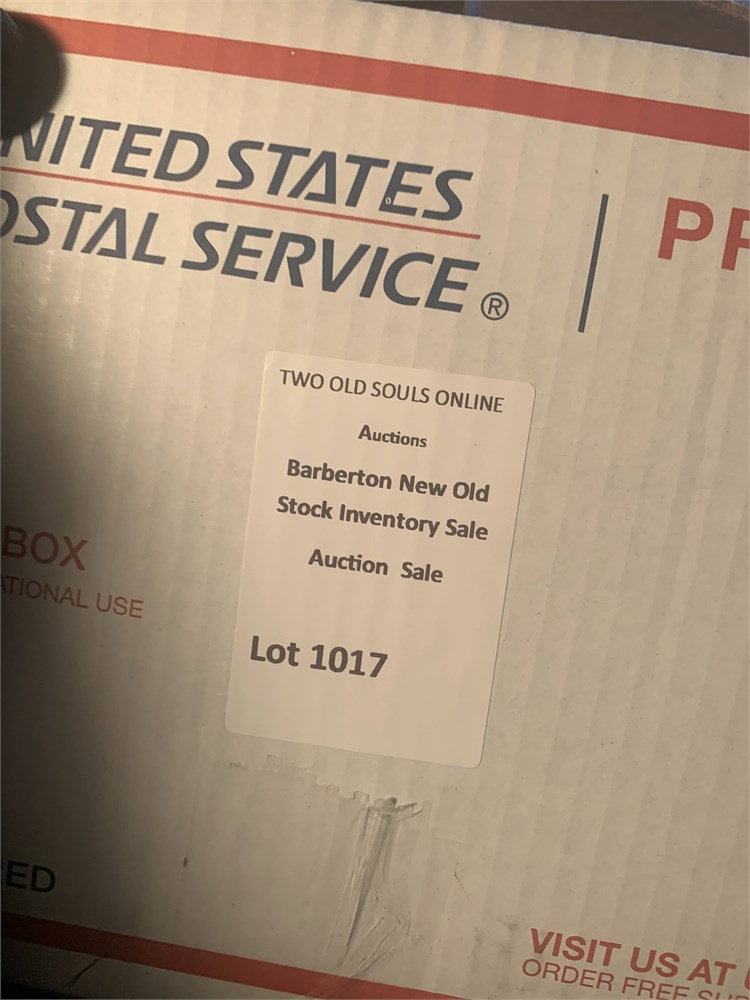 NITED STATES
OSTAL SERVICE®
PR
TWO OLD SOULS ONLINE
Auctions
Barberton New Old
Stock Inventory Sale
Auction Sale
Lot 1017
BOX
ATIONAL USE
ED
VISIT US AT
ORDER FREE SU